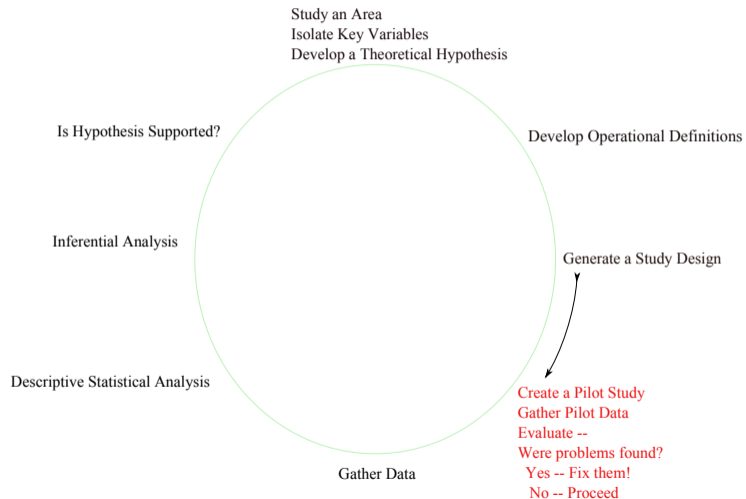 Study an Area
Isolate Key Variables
Develop a Theoretical Hypothesis
Is Hypothesis Supported?
Develop Operational Definitions
Inferential Analysis
Generate a Study Design
Descriptive Statistical Analysis
Create a Pilot Study
Gather Pilot Data
Evaluate --
Were problems found?
Yes -- Fix them!
No -- Proceed
Gather Data